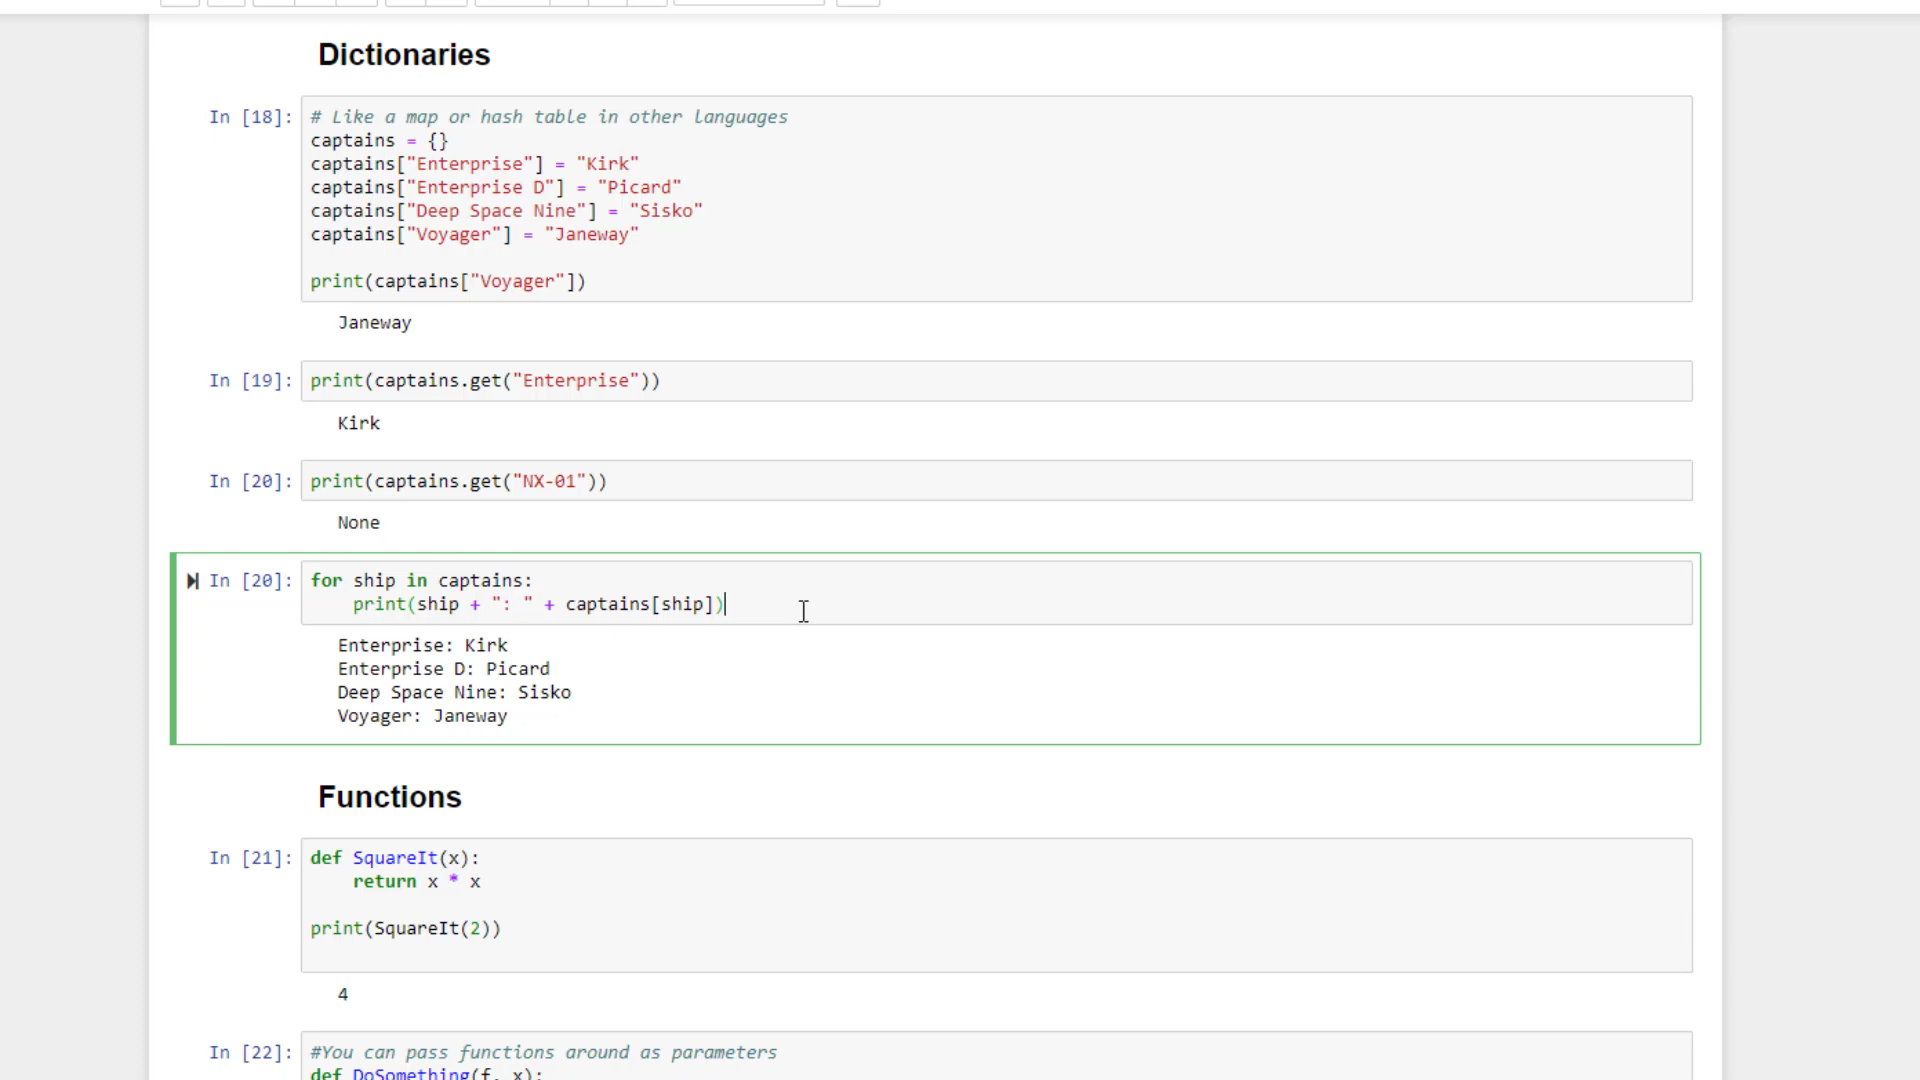 Dictionaries
In [18]: # Like a map or hash table in other languages
captains = {}
captains["Enterprise"] = "Kirk"
captains["Enterprise D"] = "Picard"
captains["Deep Space Nine"] = "Sisko"
captains["Voyager"] = "Janeway"
print(captains["Voyager"])
Janeway
In [19]: print(captains.get("Enterprise"))
Kirk
In [20]: print(captains.get("NX-01"))
None
In [20]: for ship in captains:
print(ship + ": " + captains[ship])
Enterprise: Kirk
Enterprise D: Picard
Deep Space Nine: Sisko
Voyager: Janeway
Functions
In [21]: def SquareIt(x):
return x * x
print(SquareIt(2))
4
In [22]: #You can pass functions around as parameters
def DoSomething(f, x):